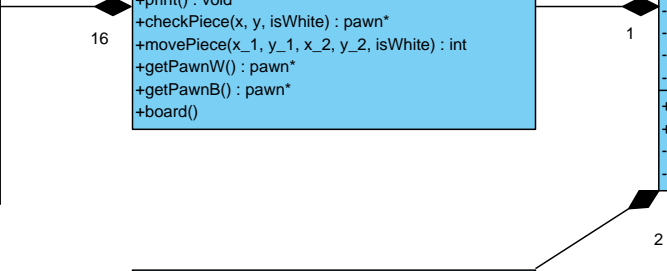 +print() : void
+checkPiece(x, y, isWhite) : pawn*
16
1
+movePiece(x_1, y_1, x_2, y_2, isWhite) : int
+getPawnW() : pawn*
+getPawnB() : pawn*
+board()
2